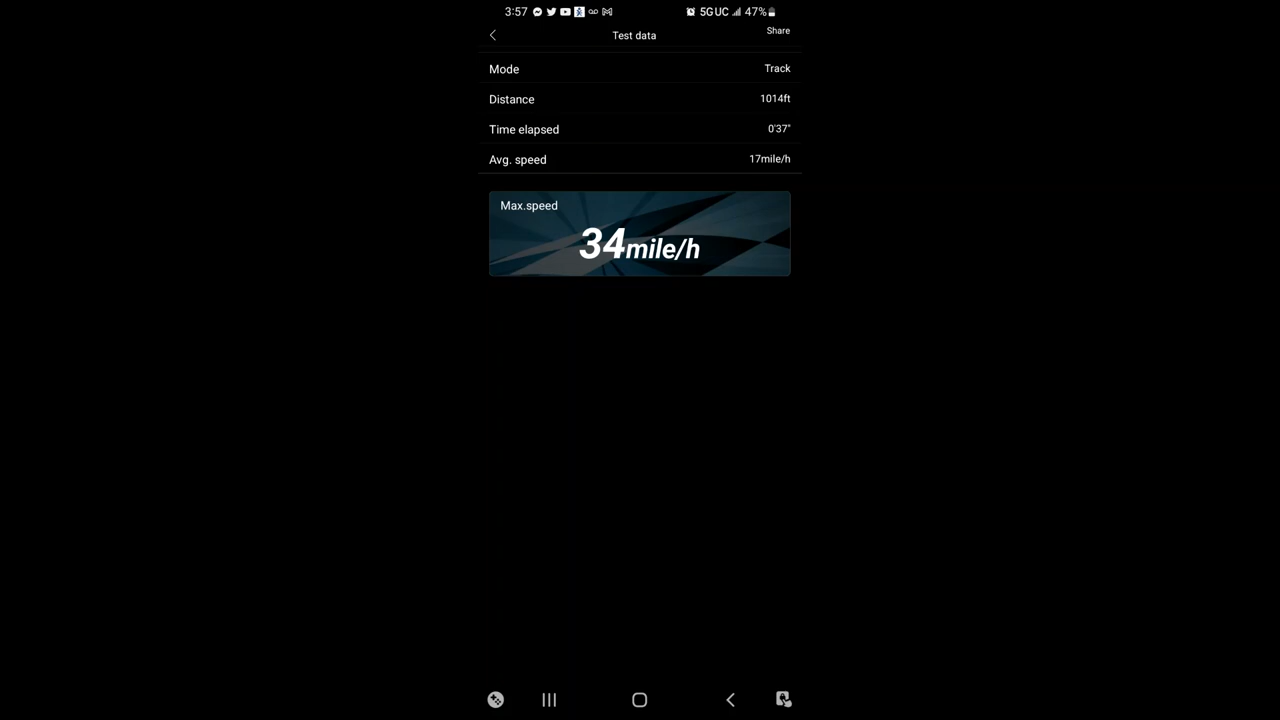 3:57 5GUC 47%
Test data Share
Mode Track
Distance 1014ft
Time elapsed 0'37"
Avg. speed 17mile/h
Max.speed
34mile/h